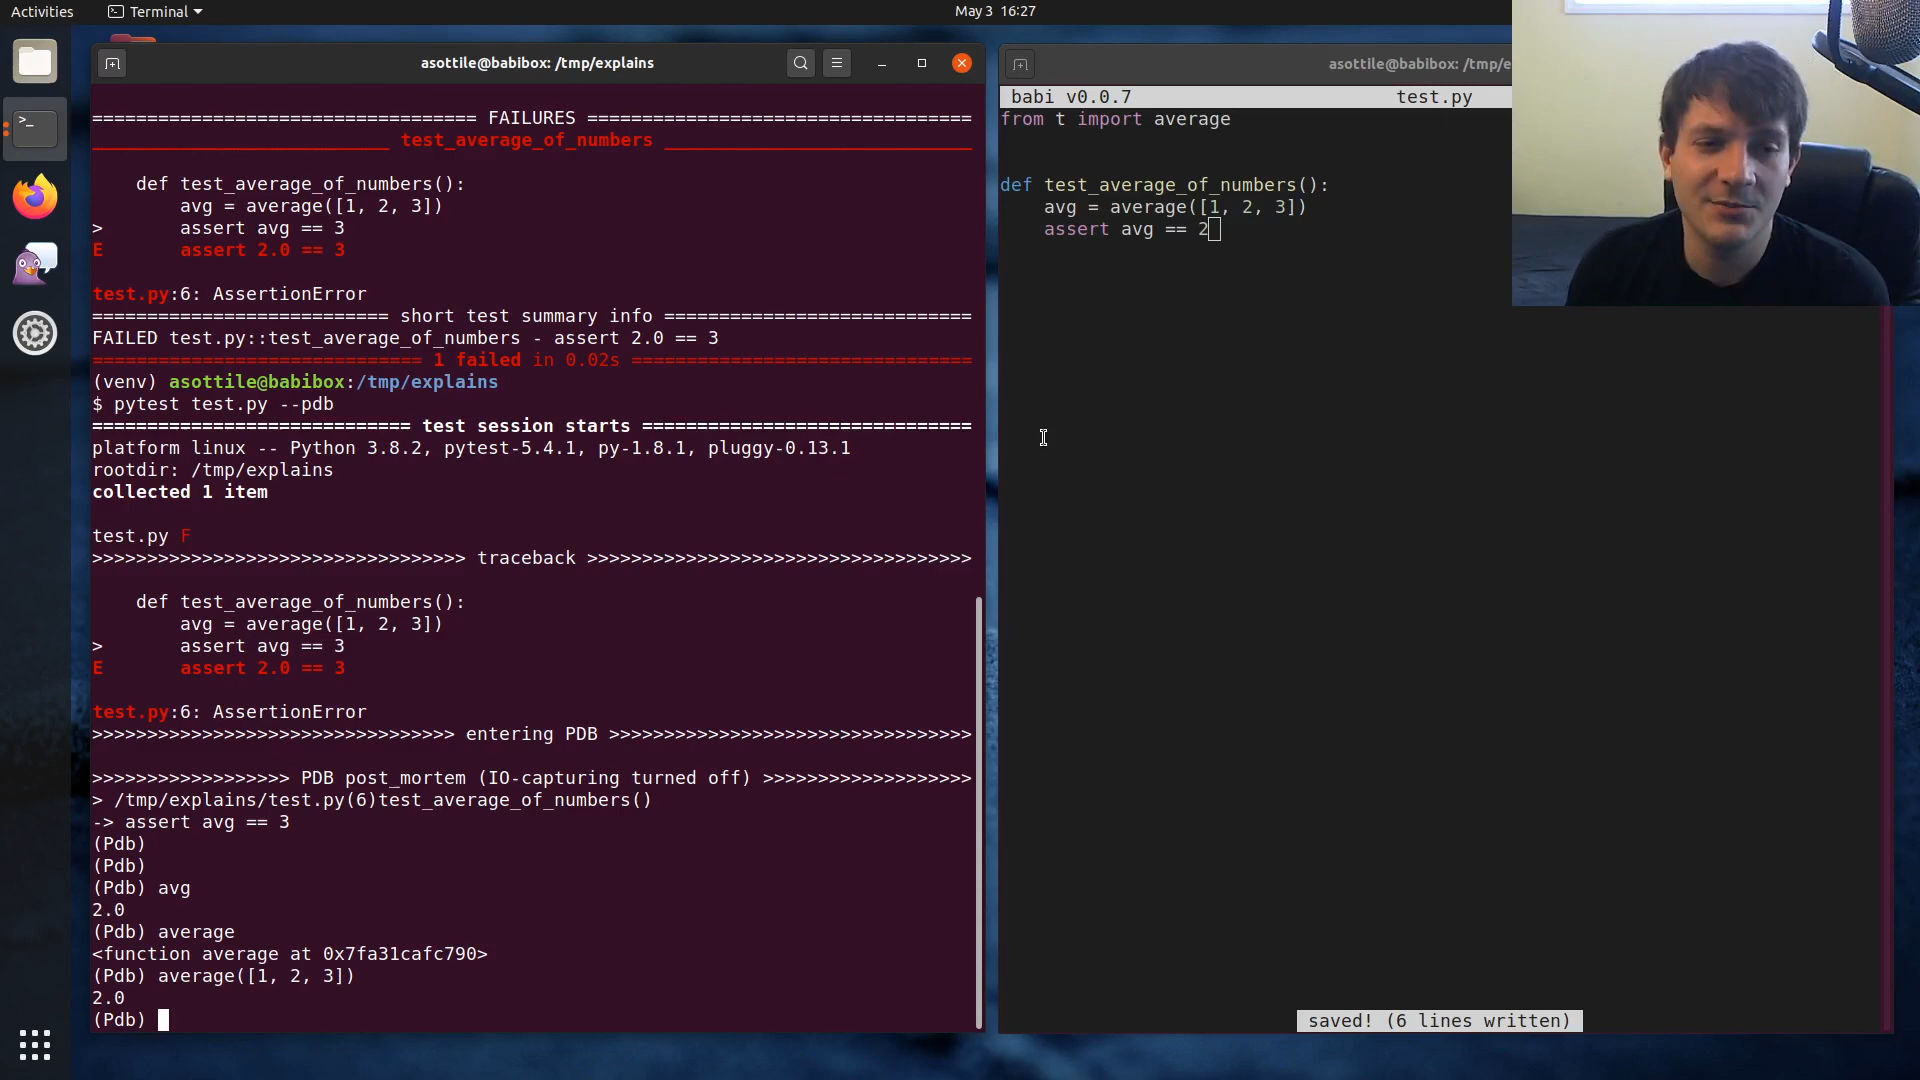 Activities
Terminal
May 3 16:27
asottile@babibox: /tmp/explains
================================== FAILURES ===================================
___________________________ test_average_of_numbers ____________________________
    def test_average_of_numbers():
        avg = average([1, 2, 3])
>       assert avg == 3
E       assert 2.0 == 3
test.py:6: AssertionError
=========================== short test summary info ============================
FAILED test.py::test_average_of_numbers - assert 2.0 == 3
============================== 1 failed in 0.02s ===============================
(venv) asottile@babibox:/tmp/explains
$ pytest test.py --pdb
============================= test session starts ==============================
platform linux -- Python 3.8.2, pytest-5.4.1, py-1.8.1, pluggy-0.13.1
rootdir: /tmp/explains
collected 1 item
test.py F
>>>>>>>>>>>>>>>>>>>>>>>>>>>>>>>>>> traceback >>>>>>>>>>>>>>>>>>>>>>>>>>>>>>>>>>>
    def test_average_of_numbers():
        avg = average([1, 2, 3])
>       assert avg == 3
E       assert 2.0 == 3
test.py:6: AssertionError
>>>>>>>>>>>>>>>>>>>>>>>>>>>>>>>>> entering PDB >>>>>>>>>>>>>>>>>>>>>>>>>>>>>>>>>
>>>>>>>>>>>>>>>>>> PDB post_mortem (IO-capturing turned off) >>>>>>>>>>>>>>>>>>>
> /tmp/explains/test.py(6)test_average_of_numbers()
-> assert avg == 3
(Pdb)
(Pdb)
(Pdb) avg
2.0
(Pdb) average
<function average at 0x7fa31cafc790>
(Pdb) average([1, 2, 3])
2.0
(Pdb)
asottile@babibox: /tmp/e
babi v0.0.7 test.py
from t import average
def test_average_of_numbers():
    avg = average([1, 2, 3])
    assert avg == 2
saved! (6 lines written)